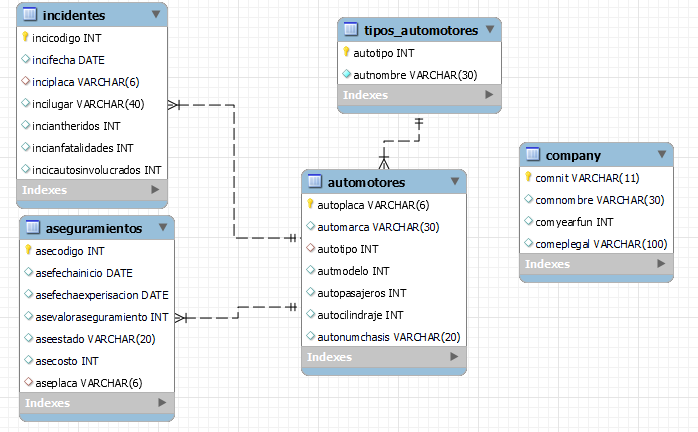 incidentes
incicodigo INT
incifecha DATE
inciplaca VARCHAR(6)
incilugar VARCHAR(40)
inciantheridos INT
incianfatalidades INT
incicautosinvolucrados INT
Indexes
tipos_automotores
autotipo INT
autnombre VARCHAR(30)
Indexes
company
comnit VARCHAR(11)
comnombre VARCHAR(30)
comyearfun INT
comeplegal VARCHAR(100)
Indexes
automotores
autoplaca VARCHAR(6)
automarca VARCHAR(30)
autotipo INT
autmodelo INT
autopasajeros INT
autocilindraje INT
autonumchasis VARCHAR(20)
Indexes
aseguramientos
asecodigo INT
asefechainicio DATE
asefechaexperisacion DATE
asevaloraseguramiento INT
aseestado VARCHAR(20)
asecosto INT
aseplaca VARCHAR(6)
Indexes